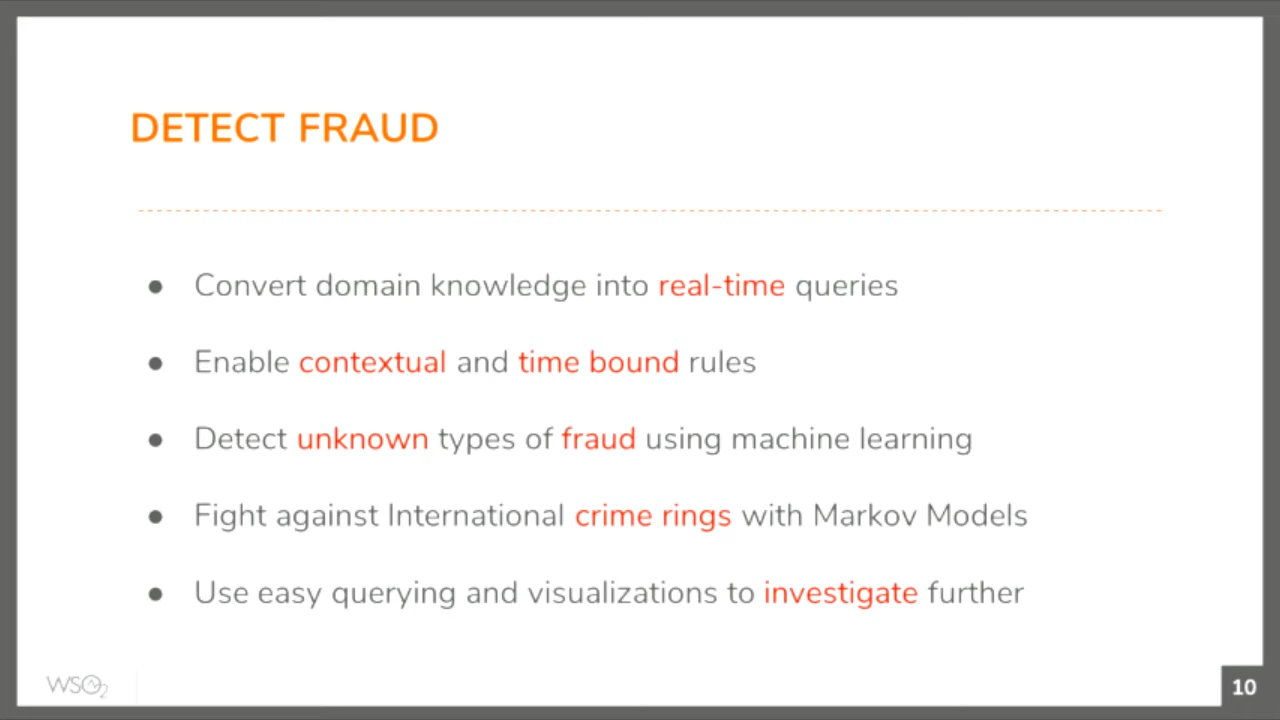 DETECT FRAUD
● Convert domain knowledge into real-time queries
● Enable contextual and time bound rules
● Detect unknown types of fraud using machine learning
● Fight against International crime rings with Markov Models
● Use easy querying and visualizations to investigate further
WSO2
10